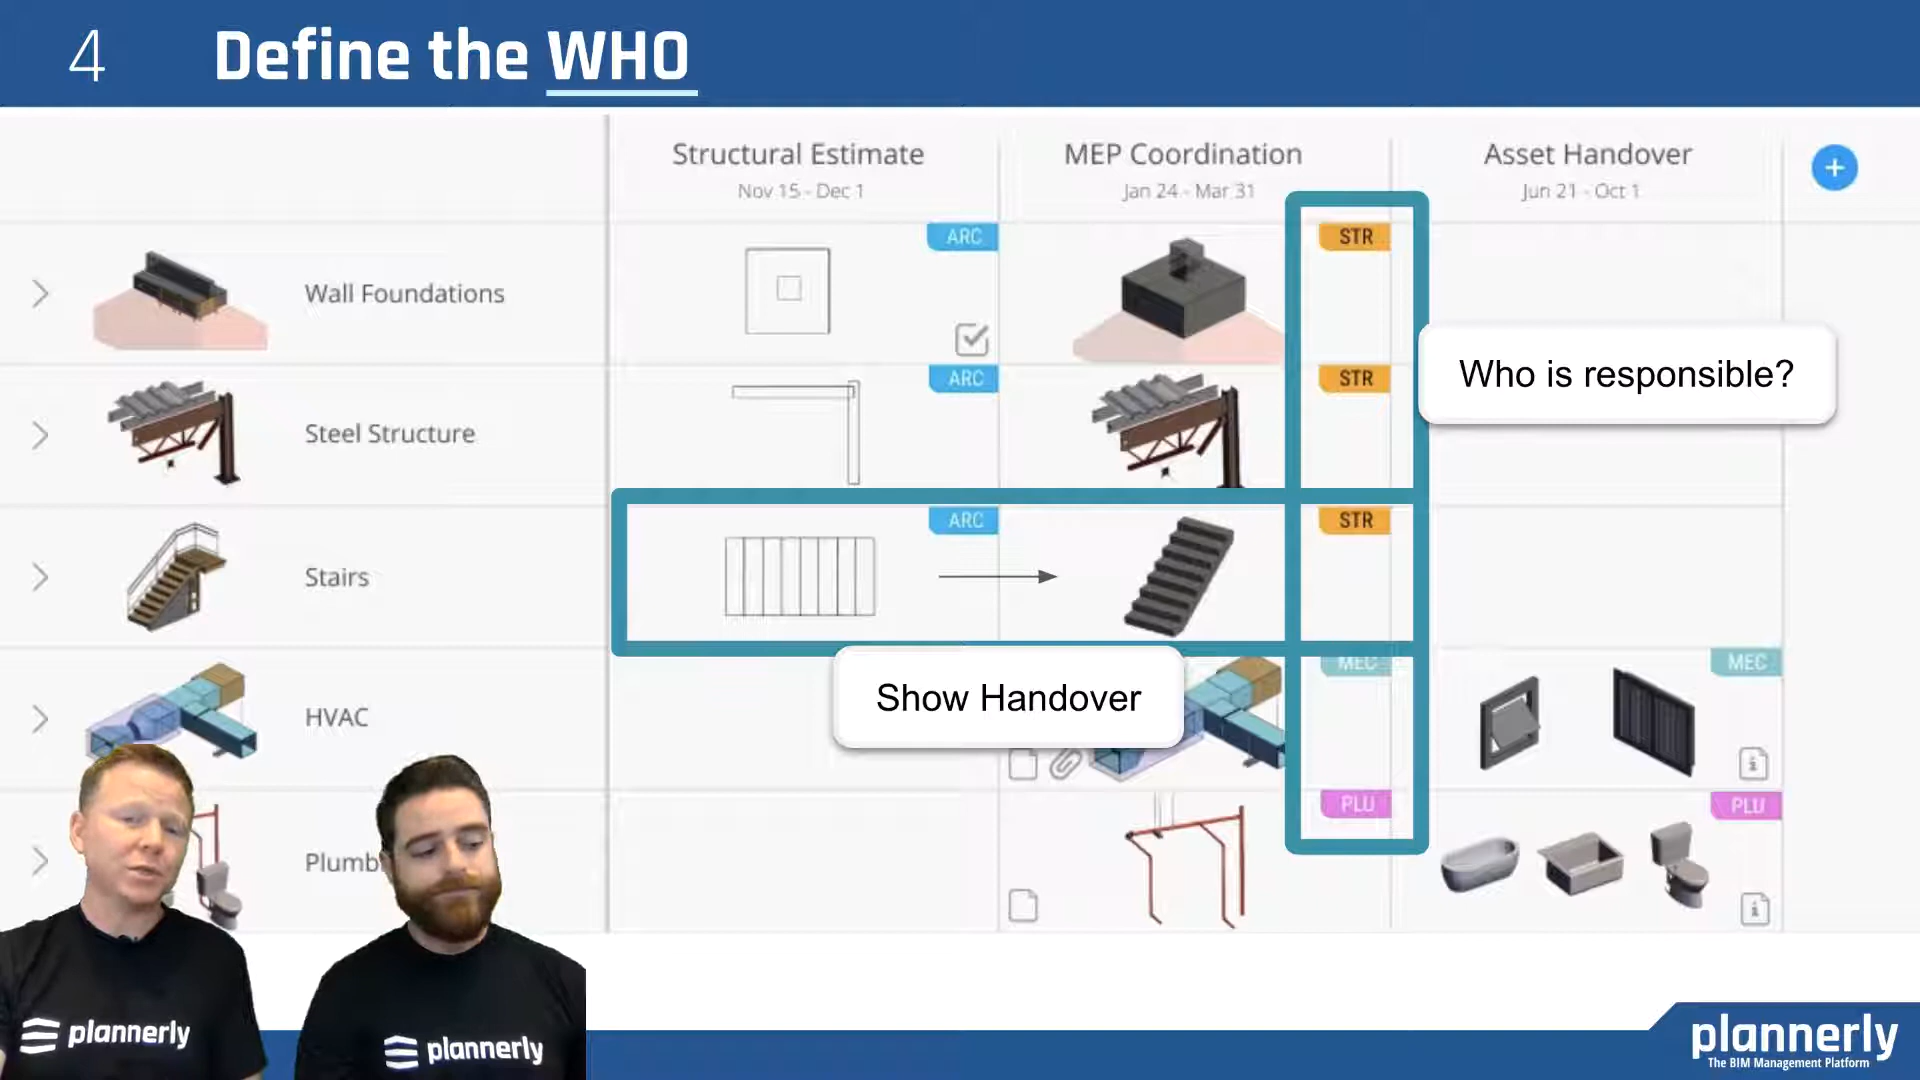 4 Define the WHO
Structural Estimate
Nov 15 - Dec 1
MEP Coordination
Jan 24 - Mar 31
Asset Handover
Jun 21 - Oct 1
Wall Foundations
ARC
STR
Who is responsible?
Steel Structure
ARC
STR
Stairs
ARC
STR
Show Handover
HVAC
MEC
MEC
Plumb
PLU
PLU
plannerly
plannerly
plannerly
The BIM Management Platform